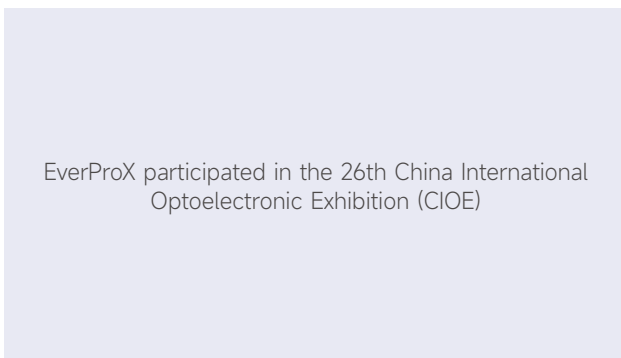 EverProX participated in the 26th China International
Optoelectronic Exhibition (CIOE)